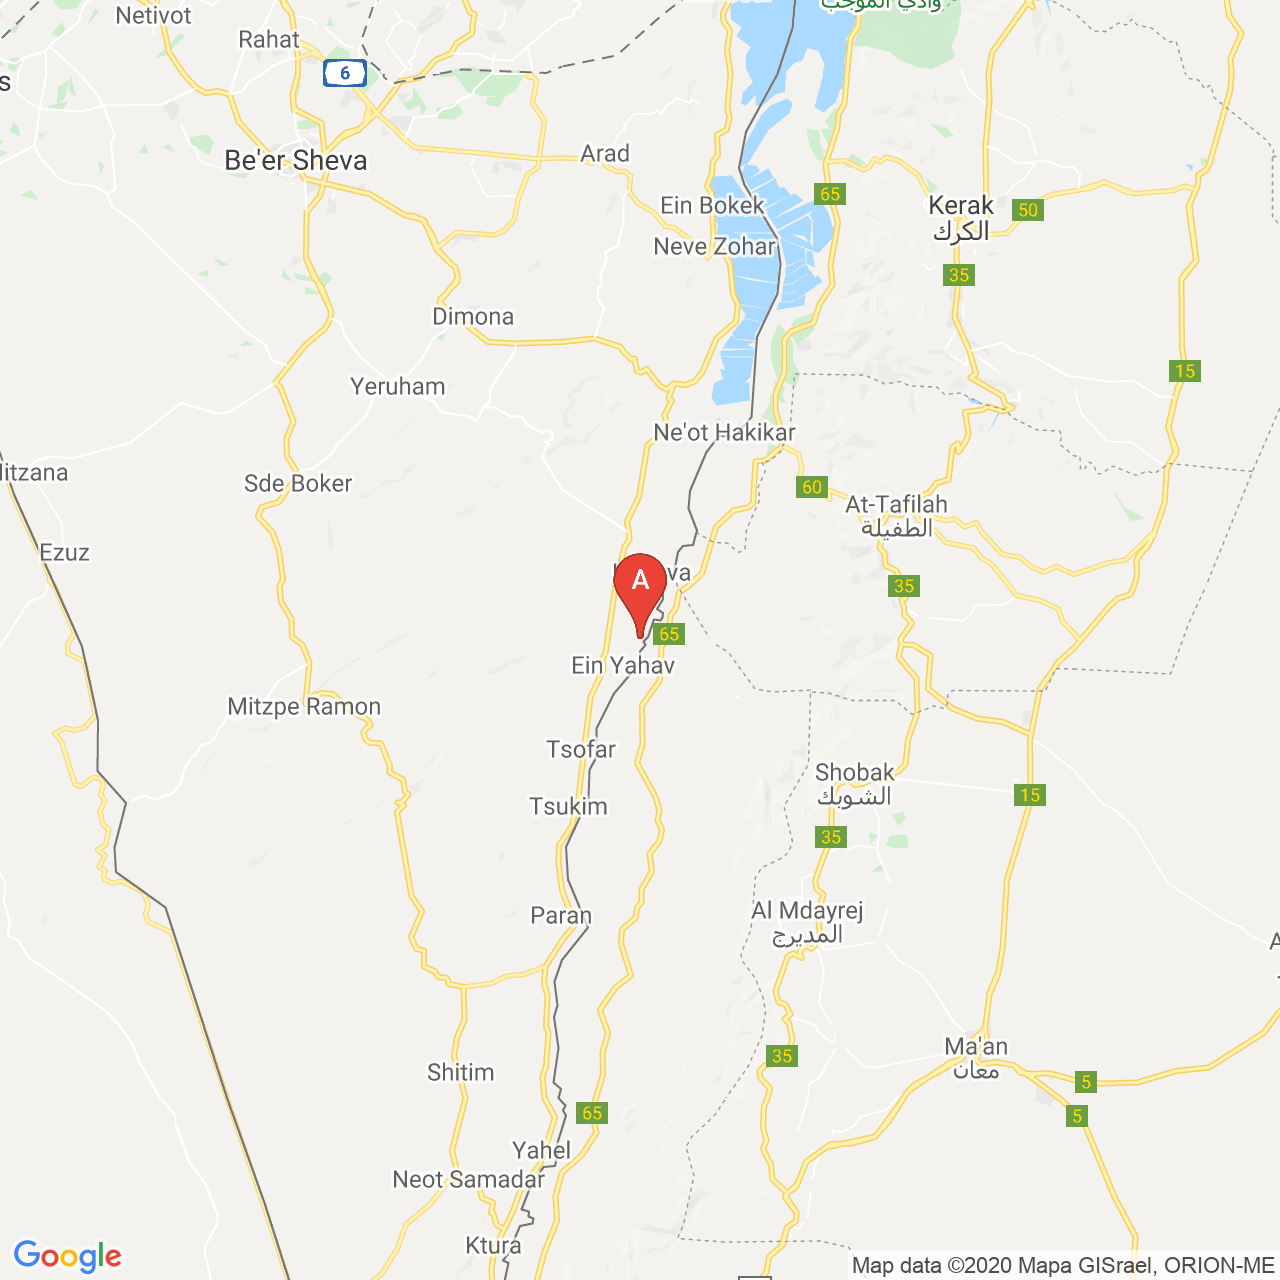 Netivot
وادي الموجب
Rahat
6
Be'er Sheva
Arad
65
Ein Bokek
Kerak
الكرك
50
Neve Zohar
35
Dimona
15
Yeruham
Ne'ot Hakikar
Sde Boker
60
At-Tafilah
الطفيلة
Ezuz
A
35
65
Ein Yahav
Mitzpe Ramon
Tsofar
Shobak
الشوبك
15
Tsukim
35
Al Mdayrej
المديرج
Paran
Ma'an
معان
35
Shitim
5
65
5
Yahel
Neot Samadar
Ktura
Google
Map data ©2020 Mapa GISrael, ORION-ME